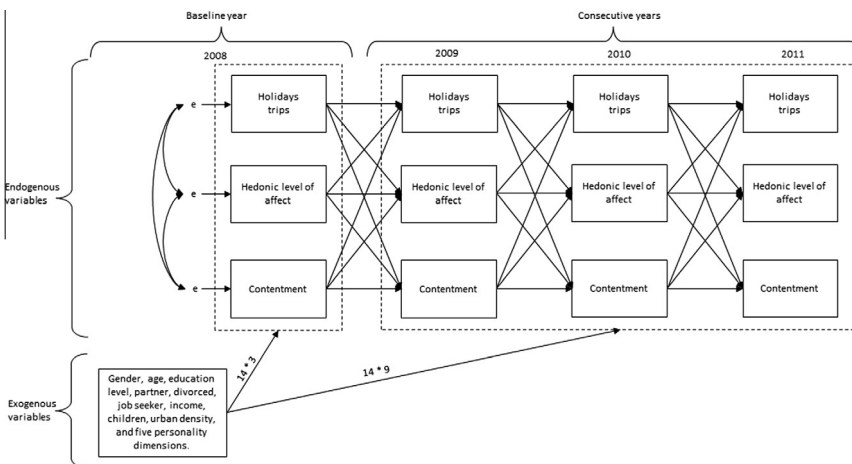 Baseline year
Consecutive years
2008
2009
2010
2011
Endogenous
variables
e
Holidays
trips
Holidays
trips
Holidays
trips
Holidays
trips
e
Hedonic level of
affect
Hedonic level of
affect
Hedonic level of
affect
Hedonic level of
affect
e
Contentment
Contentment
Contentment
Contentment
Exogenous
variables
Gender, age, education
level, partner, divorced,
job seeker, income,
children, urban density,
and five personality
dimensions.
14 * 3
14 * 9